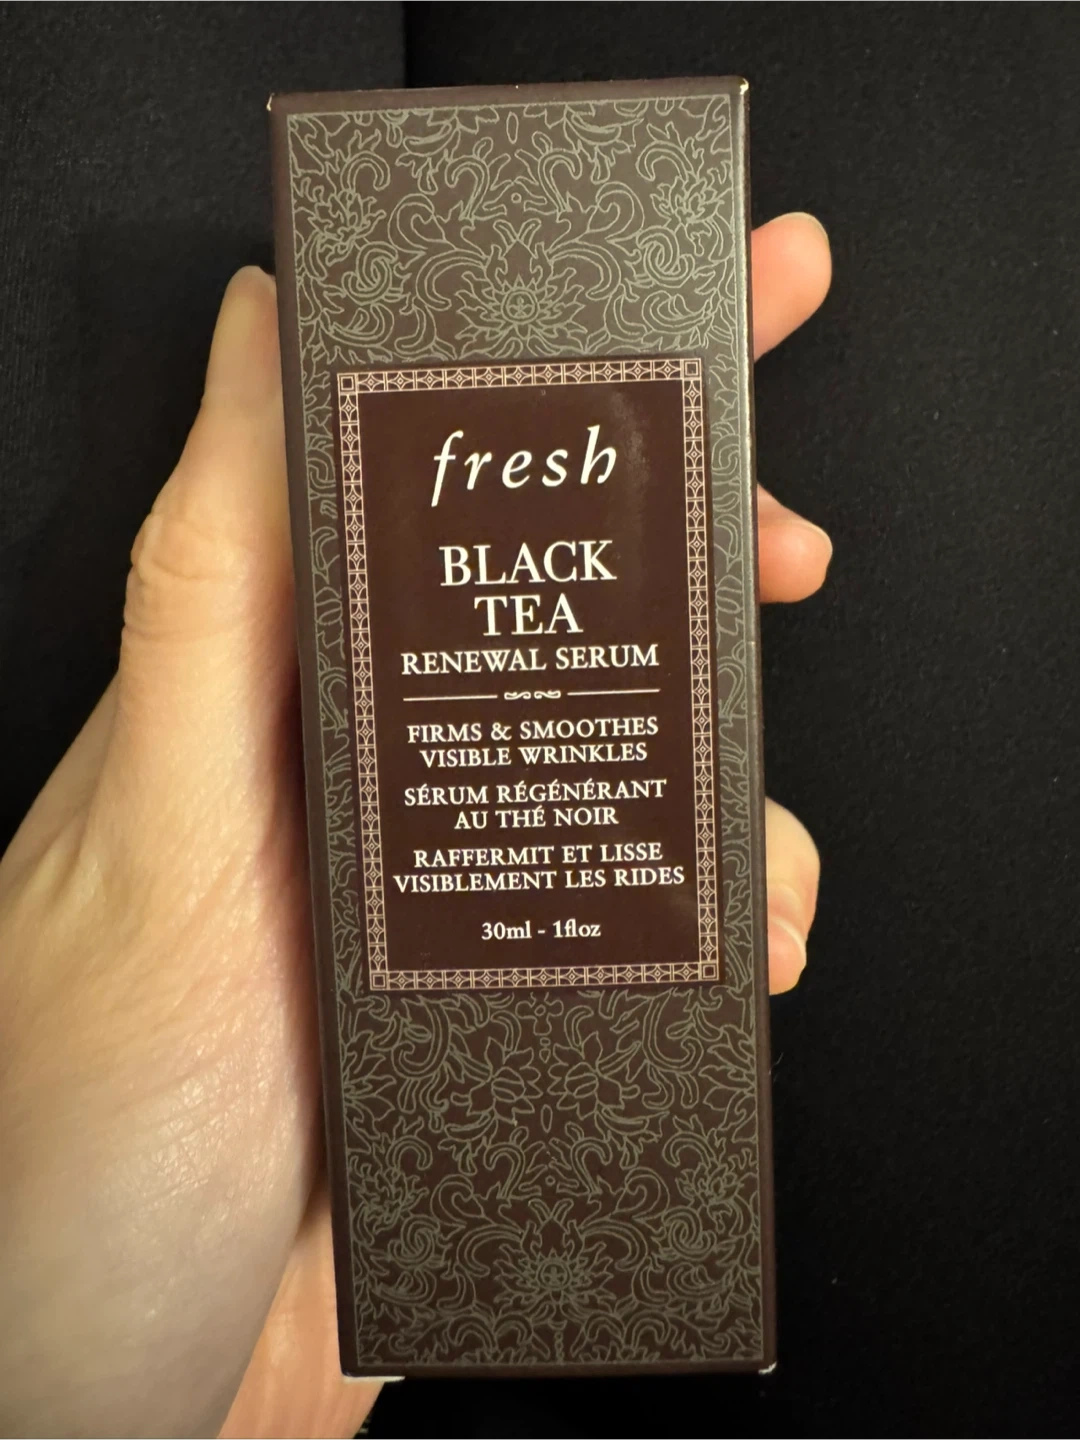 fresh
BLACK
TEA
RENEWAL SERUM
FIRMS & SMOOTHES
VISIBLE WRINKLES
SÉRUM RÉGÉNÉRANT
AU THÉ NOIR
RAFFERMIT ET LISSE
VISIBLEMENT LES RIDES
30ml - 1floz